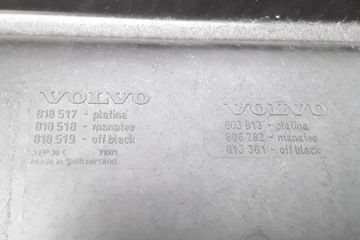 VOLVO
818 517 - platina
818 518 - manatee
818 519 - off black
>PP 30< 71001
Made in Switzerland
VOLVO
803 813 - platina
806 782 - manatee
813 361 - off black